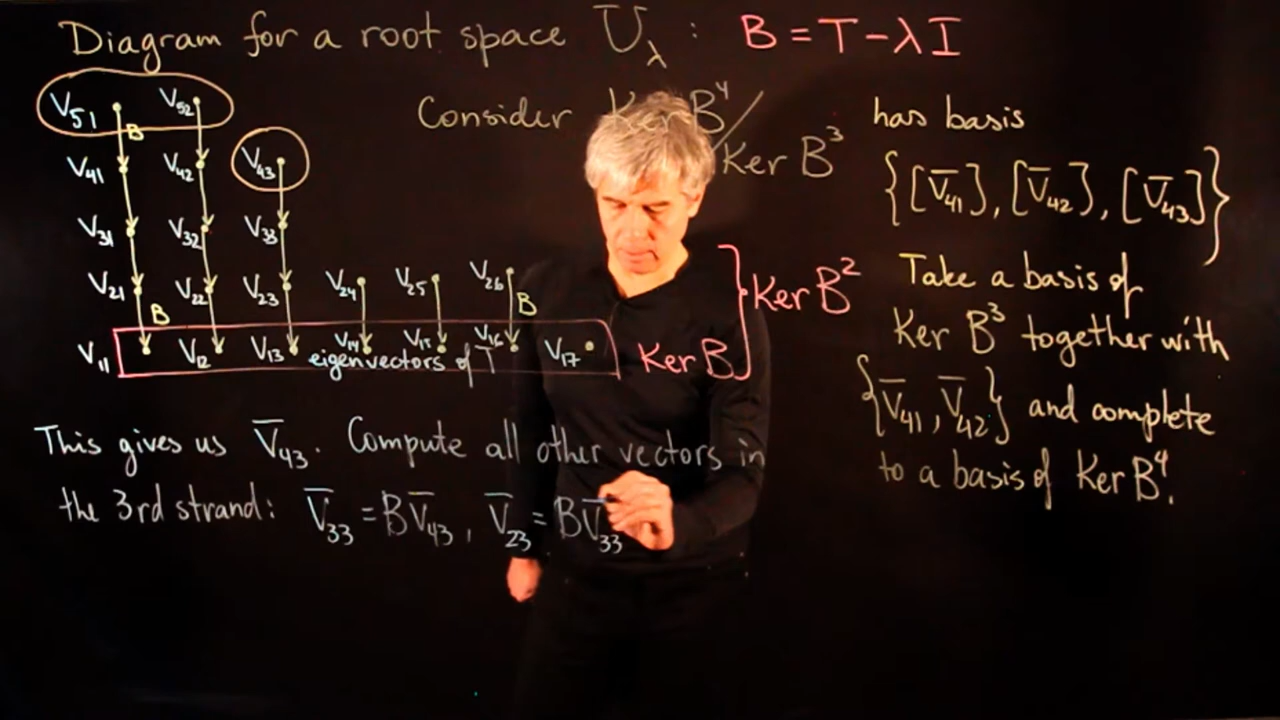 Diagram for a root space U_λ : B = T - λI
V₅₁ V₅₂
B
V₄₁ V₄₂ V₄₃
V₃₁ V₃₂ V₃₃
V₂₁ V₂₂ V₂₃ V₂₄ V₂₅ V₂₆
B B
V₁₁ V₁₂ V₁₃ V₁₄ V₁₅ V₁₆ V₁₇
eigenvectors of T
Ker B
Ker B²
Consider Ker B⁴/
Ker B³
has basis
{[V̄₄₁], [V̄₄₂], [V̄₄₃]}
Take a basis of
Ker B³ together with
{V̄₄₁, V̄₄₂} and complete
to a basis of Ker B⁴.
This gives us V̄₄₃. Compute all other vectors in
the 3rd strand: V̄₃₃ = BV̄₄₃, V̄₂₃ = BV̄₃₃